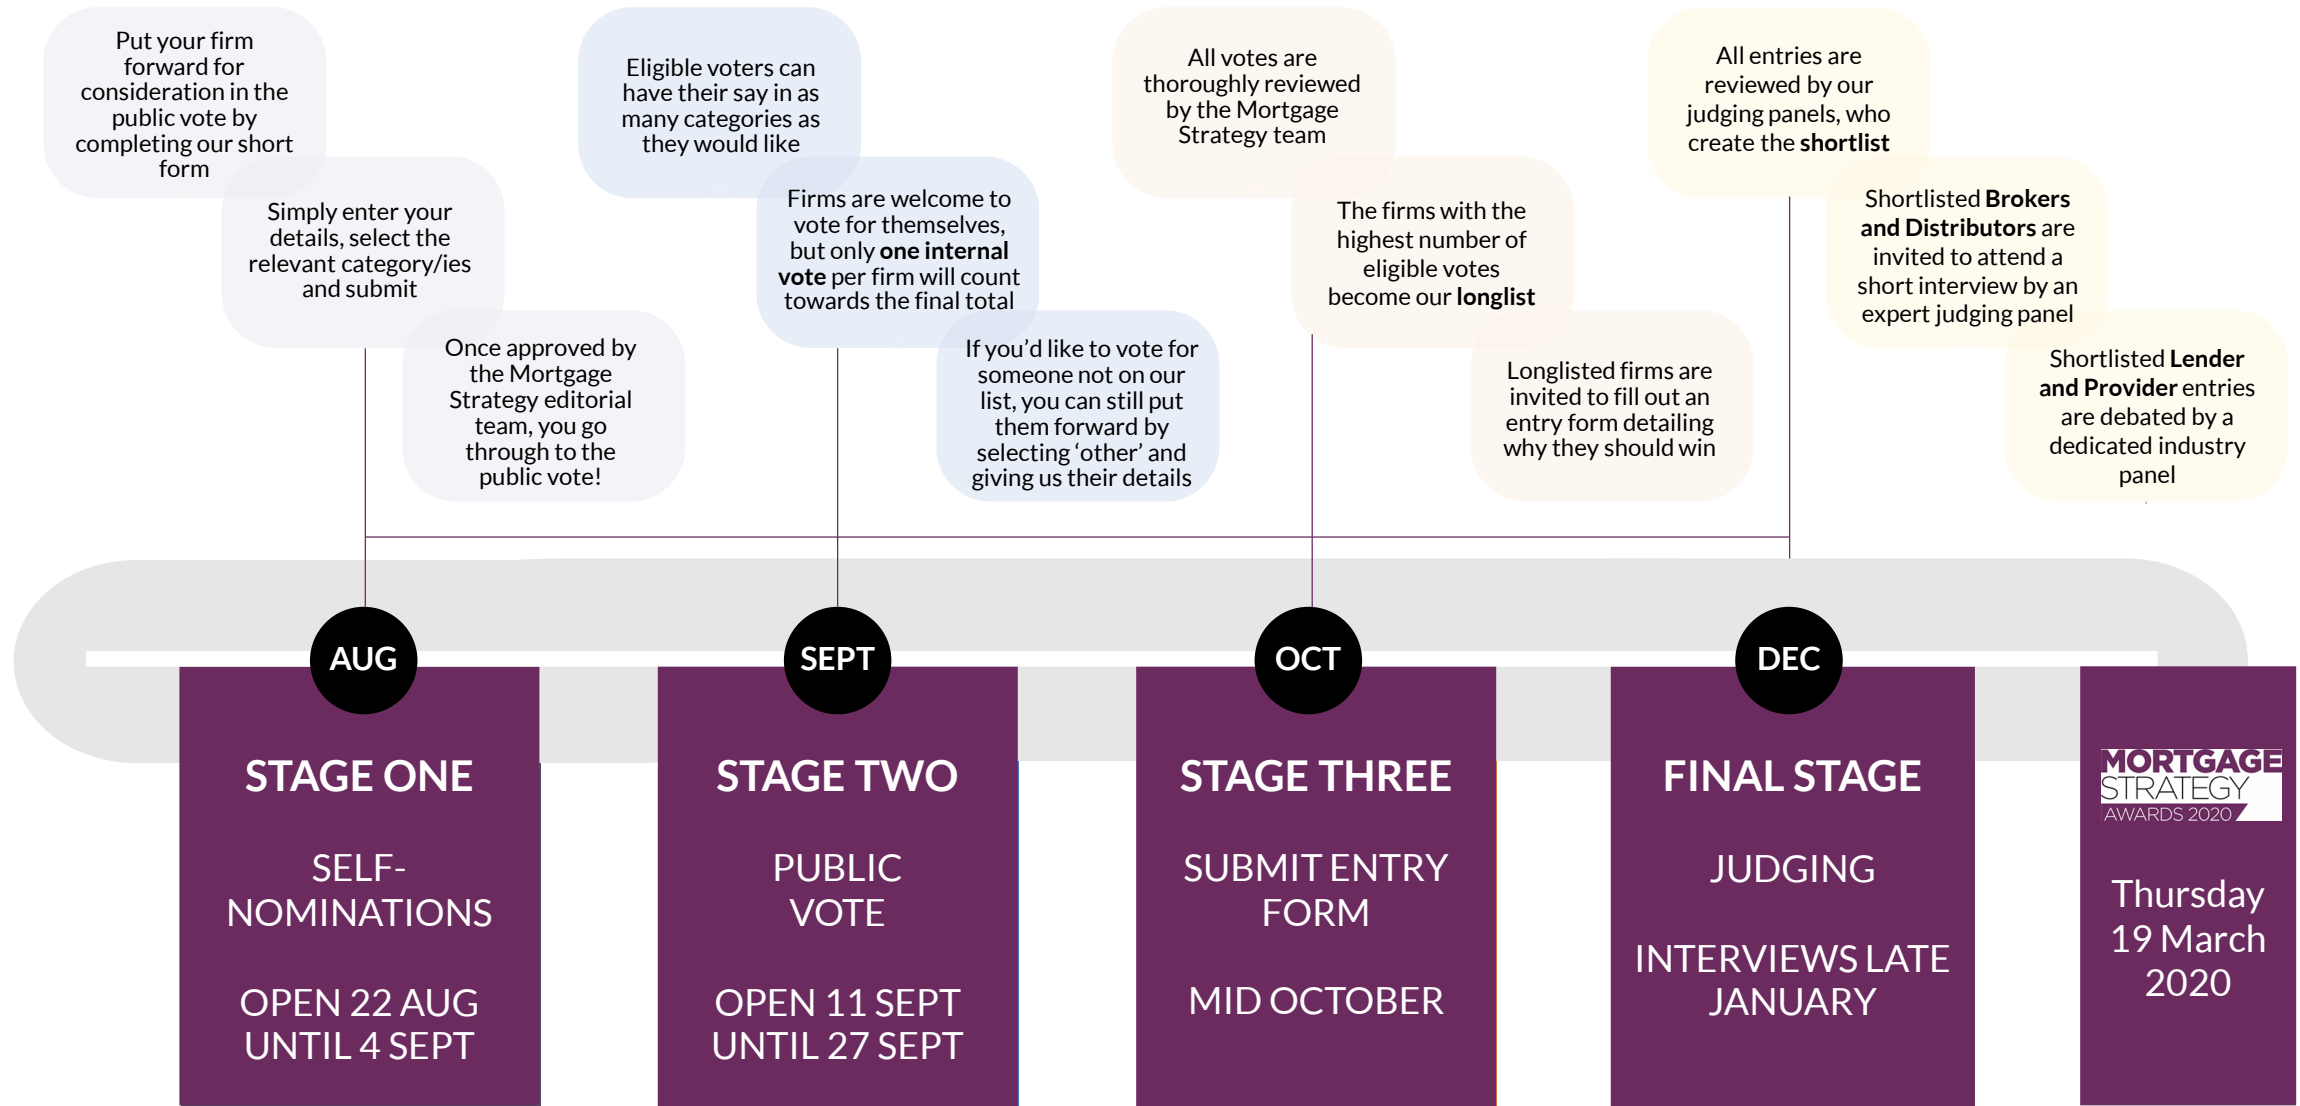 Put your firm
forward for
consideration in the
public vote by
completing our short
form
Simply enter your
details, select the
relevant category/ies
and submit
Once approved by
the Mortgage
Strategy editorial
team, you go
through to the
public vote!
Eligible voters can
have their say in as
many categories as
they would like
Firms are welcome to
vote for themselves,
but only one internal
vote per firm will count
towards the final total
If you’d like to vote for
someone not on our
list, you can still put
them forward by
selecting ‘other’ and
giving us their details
All votes are
thoroughly reviewed
by the Mortgage
Strategy team
The firms with the
highest number of
eligible votes
become our longlist
Longlisted firms are
invited to fill out an
entry form detailing
why they should win
All entries are
reviewed by our
judging panels, who
create the shortlist
Shortlisted Brokers
and Distributors are
invited to attend a
short interview by an
expert judging panel
Shortlisted Lender
and Provider entries
are debated by a
dedicated industry
panel
AUG
STAGE ONE
SELF-
NOMINATIONS
OPEN 22 AUG
UNTIL 4 SEPT
SEPT
STAGE TWO
PUBLIC
VOTE
OPEN 11 SEPT
UNTIL 27 SEPT
OCT
STAGE THREE
SUBMIT ENTRY
FORM
MID OCTOBER
DEC
FINAL STAGE
JUDGING
INTERVIEWS LATE
JANUARY
MORTGAGE
STRATEGY
AWARDS 2020
Thursday
19 March
2020